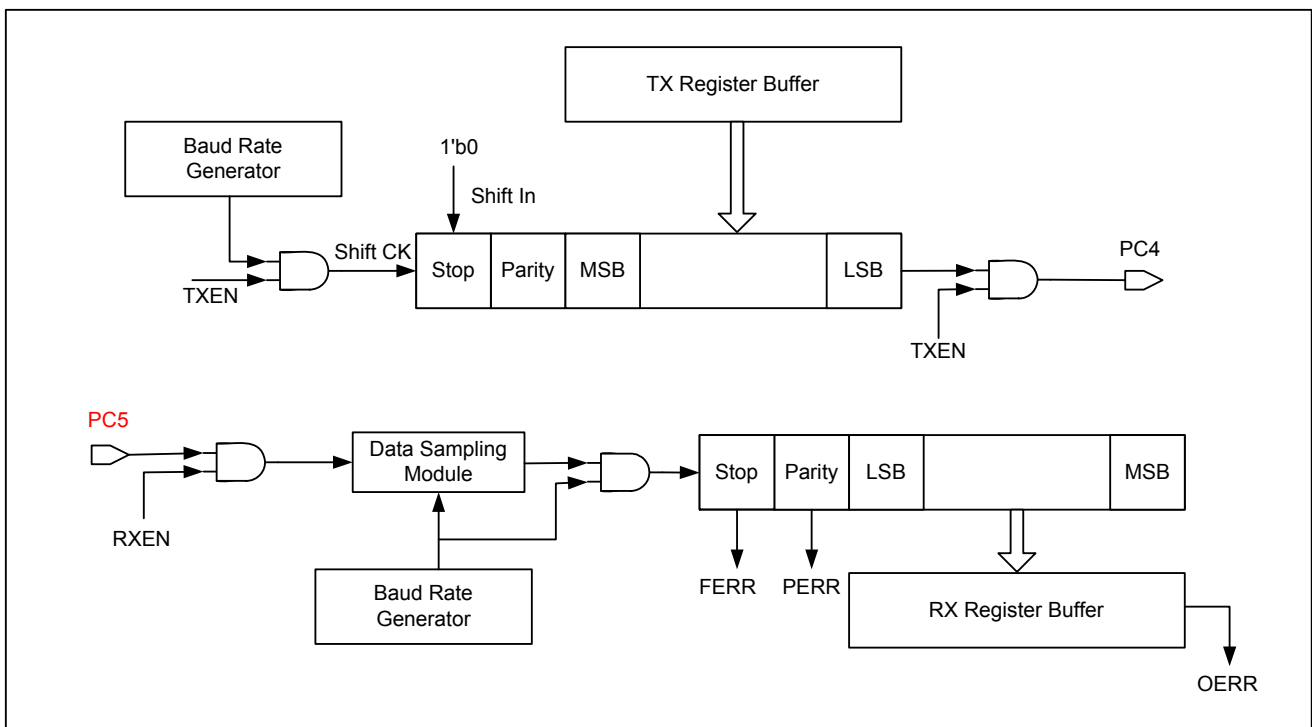 TX Register Buffer
Baud Rate
Generator
1'b0
Shift In
Shift CK
Stop
Parity
MSB
LSB
PC4
TXEN
TXEN
PC5
Data Sampling
Module
Stop
Parity
LSB
MSB
RXEN
Baud Rate
Generator
FERR
PERR
RX Register Buffer
OERR